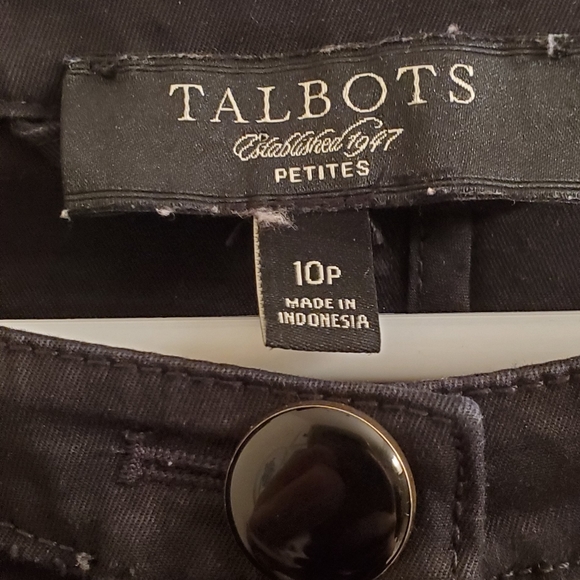 TALBOTS
Established 1947
PETITES
10P
MADE IN
INDONESIA